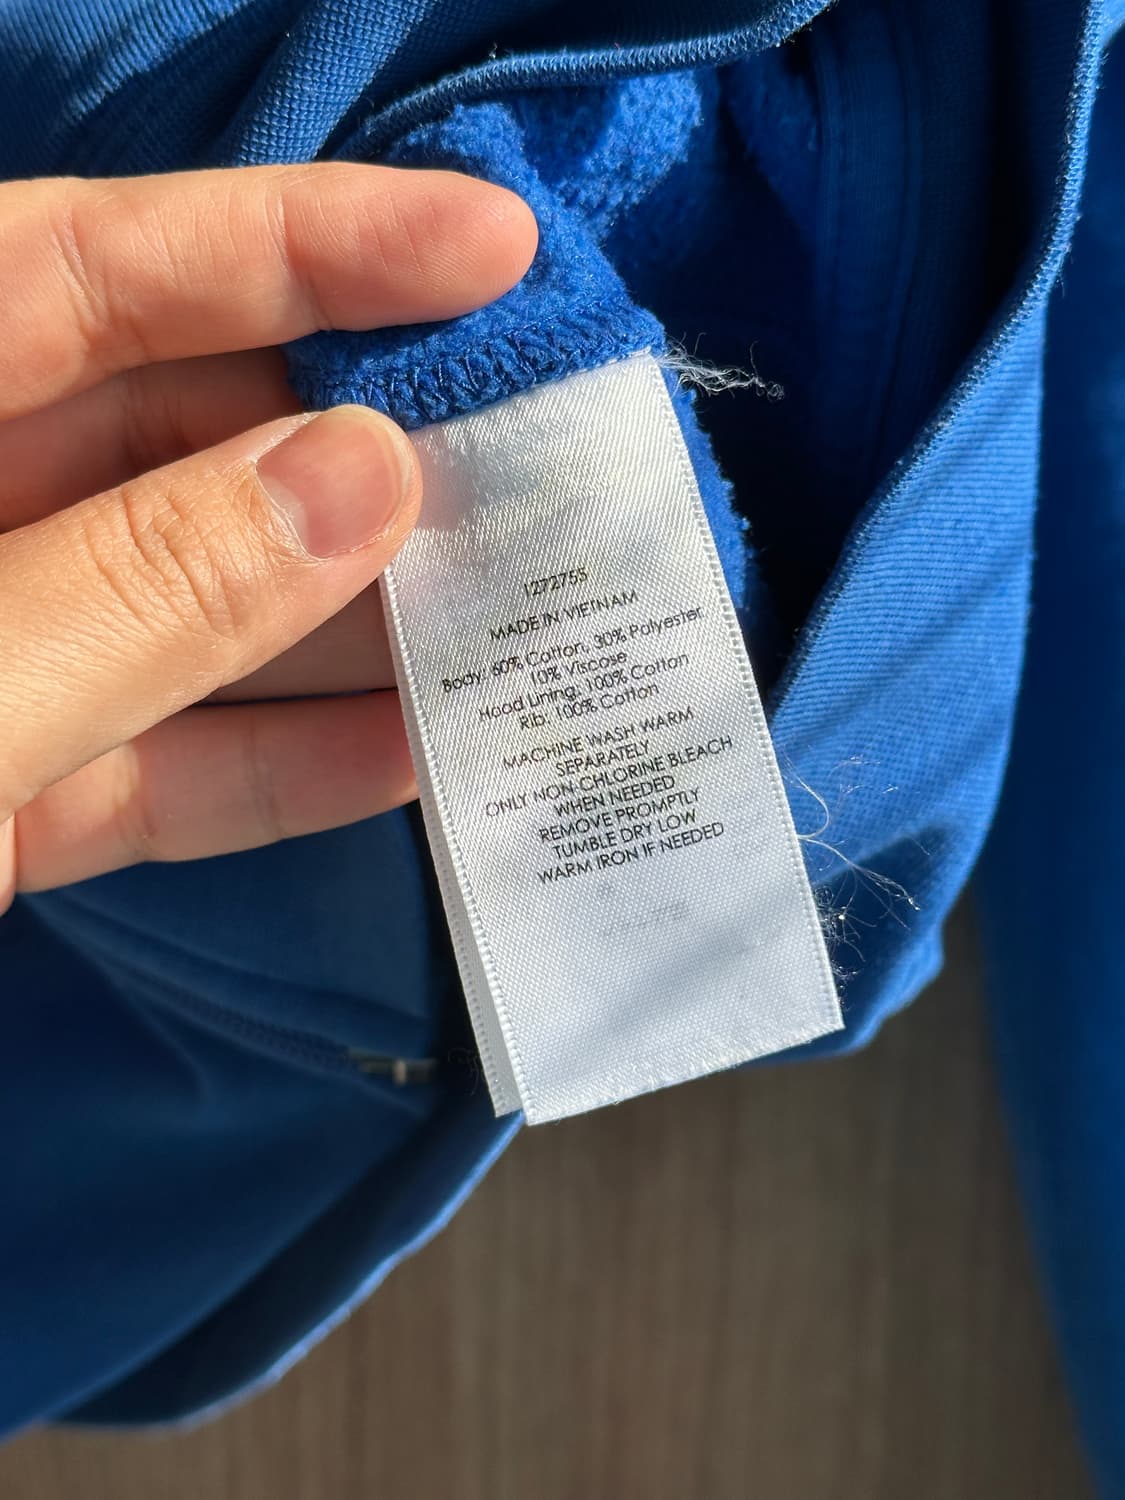 1272755
MADE IN VIETNAM
Body: 60% Cotton, 30% Polyester,
10% Viscose
Hood Lining: 100% Cotton
Rib: 100% Cotton
MACHINE WASH WARM
SEPARATELY
ONLY NON-CHLORINE BLEACH
WHEN NEEDED
REMOVE PROMPTLY
TUMBLE DRY LOW
WARM IRON IF NEEDED